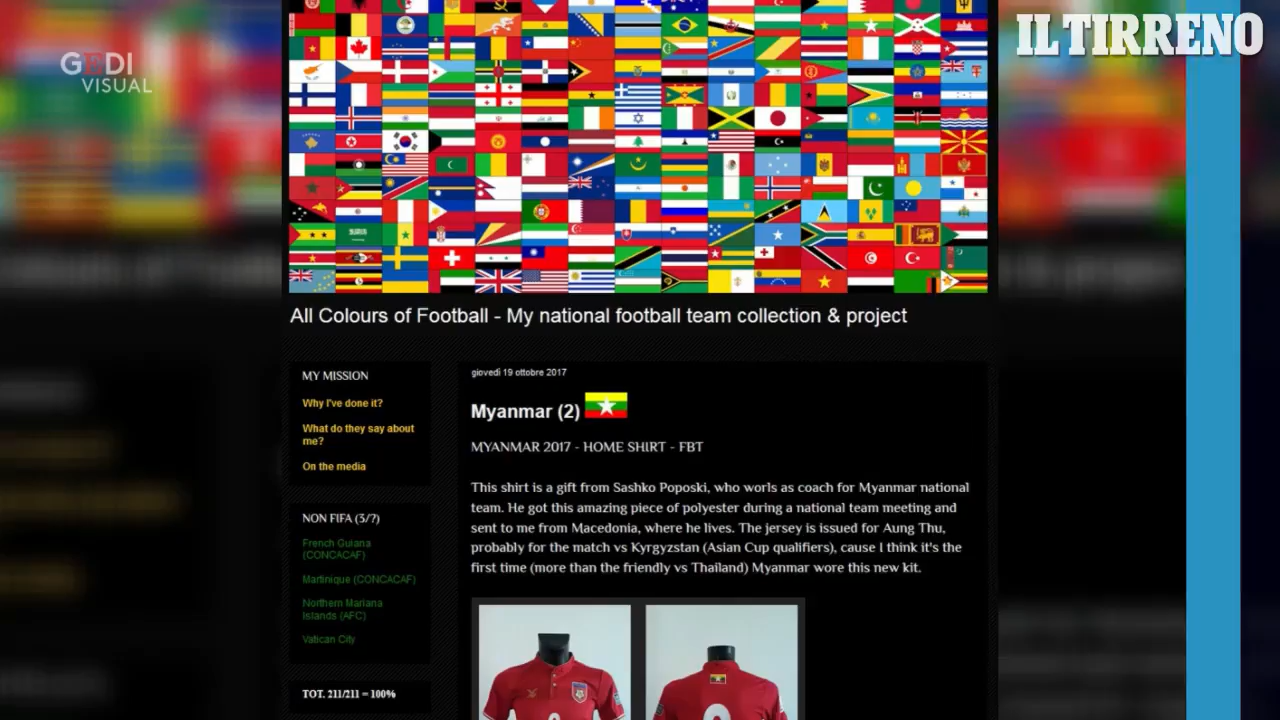 GEDI
VISUAL
IL TIRRENO
All Colours of Football - My national football team collection & project
MY MISSION
Why I've done it?
What do they say about
me?
On the media
NON FIFA (3/?)
French Guiana
(CONCACAF)
Martinique (CONCACAF)
Northern Mariana
Islands (AFC)
Vatican City
TOT. 211/211 = 100%
giovedì 19 ottobre 2017
Myanmar (2)
MYANMAR 2017 - HOME SHIRT - FBT
This shirt is a gift from Sashko Poposki, who worls as coach for Myanmar national
team. He got this amazing piece of polyester during a national team meeting and
sent to me from Macedonia, where he lives. The jersey is issued for Aung Thu,
probably for the match vs Kyrgyzstan (Asian Cup qualifiers), cause I think it's the
first time (more than the friendly vs Thailand) Myanmar wore this new kit.